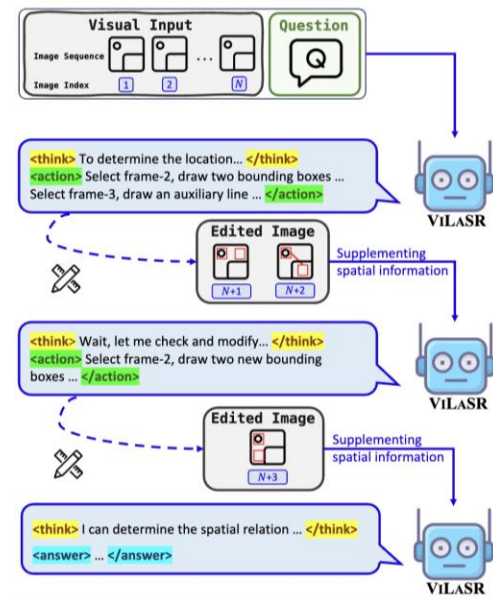 Visual Input
Question
Image Sequence
...
Q
Image Index
1
2
N
<think> To determine the location... </think>
<action> Select frame-2, draw two bounding boxes ...
Select frame-3, draw an auxiliary line ... </action>
VILASR
Edited Image
N+1
N+2
Supplementing
spatial information
<think> Wait, let me check and modify... </think>
<action> Select frame-2, draw two new bounding
boxes ... </action>
VILASR
Edited Image
N+3
Supplementing
spatial information
<think> I can determine the spatial relation ... </think>
<answer> ... </answer>
VILASR